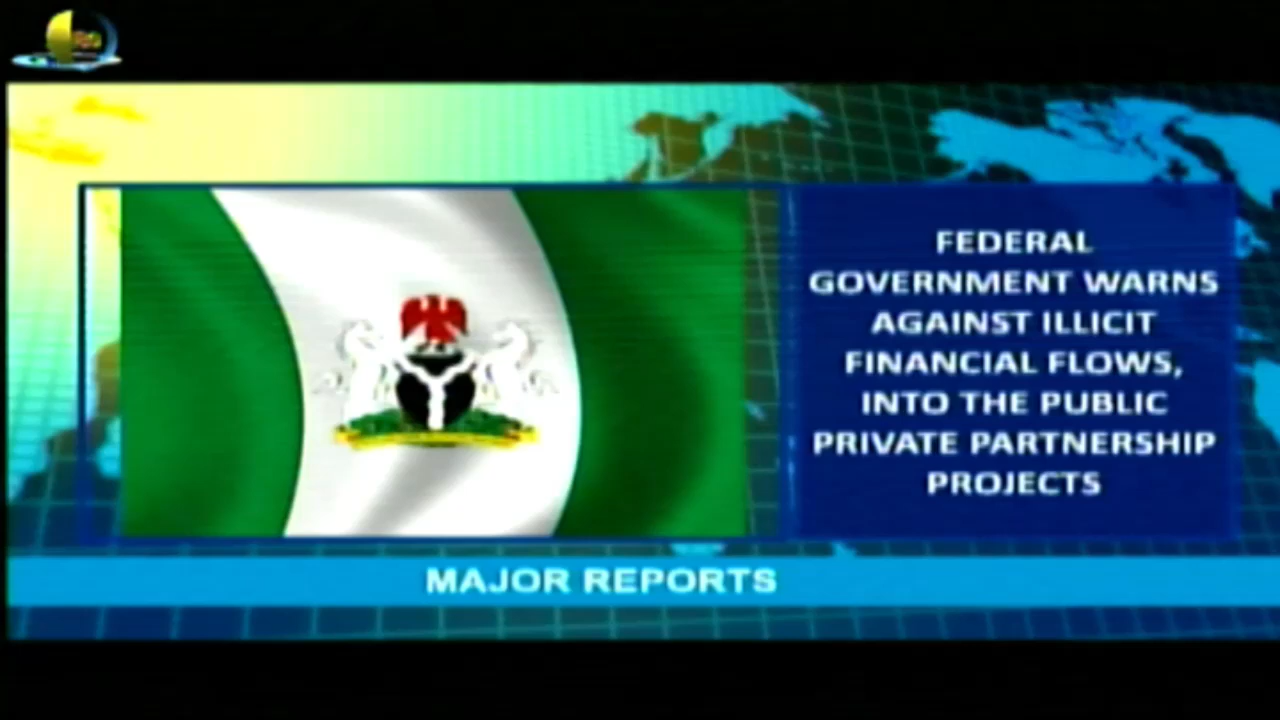 FEDERAL
GOVERNMENT WARNS
AGAINST ILLICIT
FINANCIAL FLOWS,
INTO THE PUBLIC
PRIVATE PARTNERSHIP
PROJECTS
MAJOR REPORTS